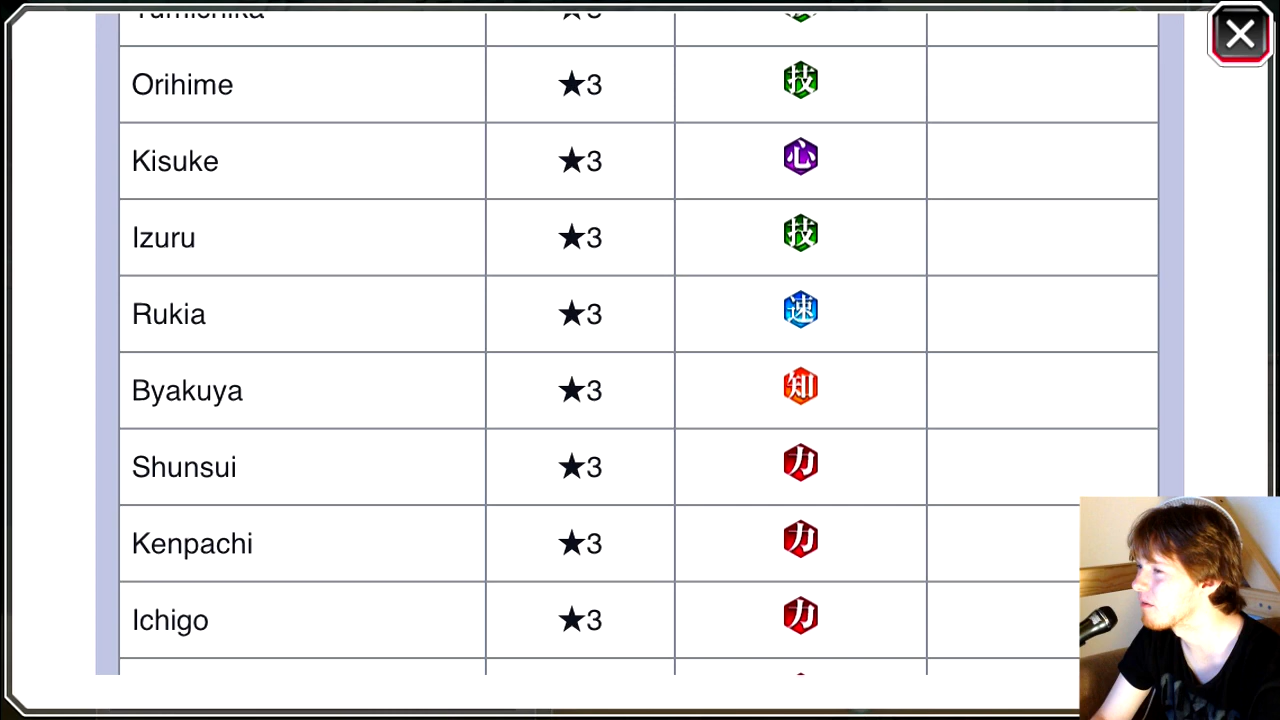 Orihime ★3 技
Kisuke ★3 心
Izuru ★3 技
Rukia ★3 速
Byakuya ★3 知
Shunsui ★3 力
Kenpachi ★3 力
Ichigo ★3 力